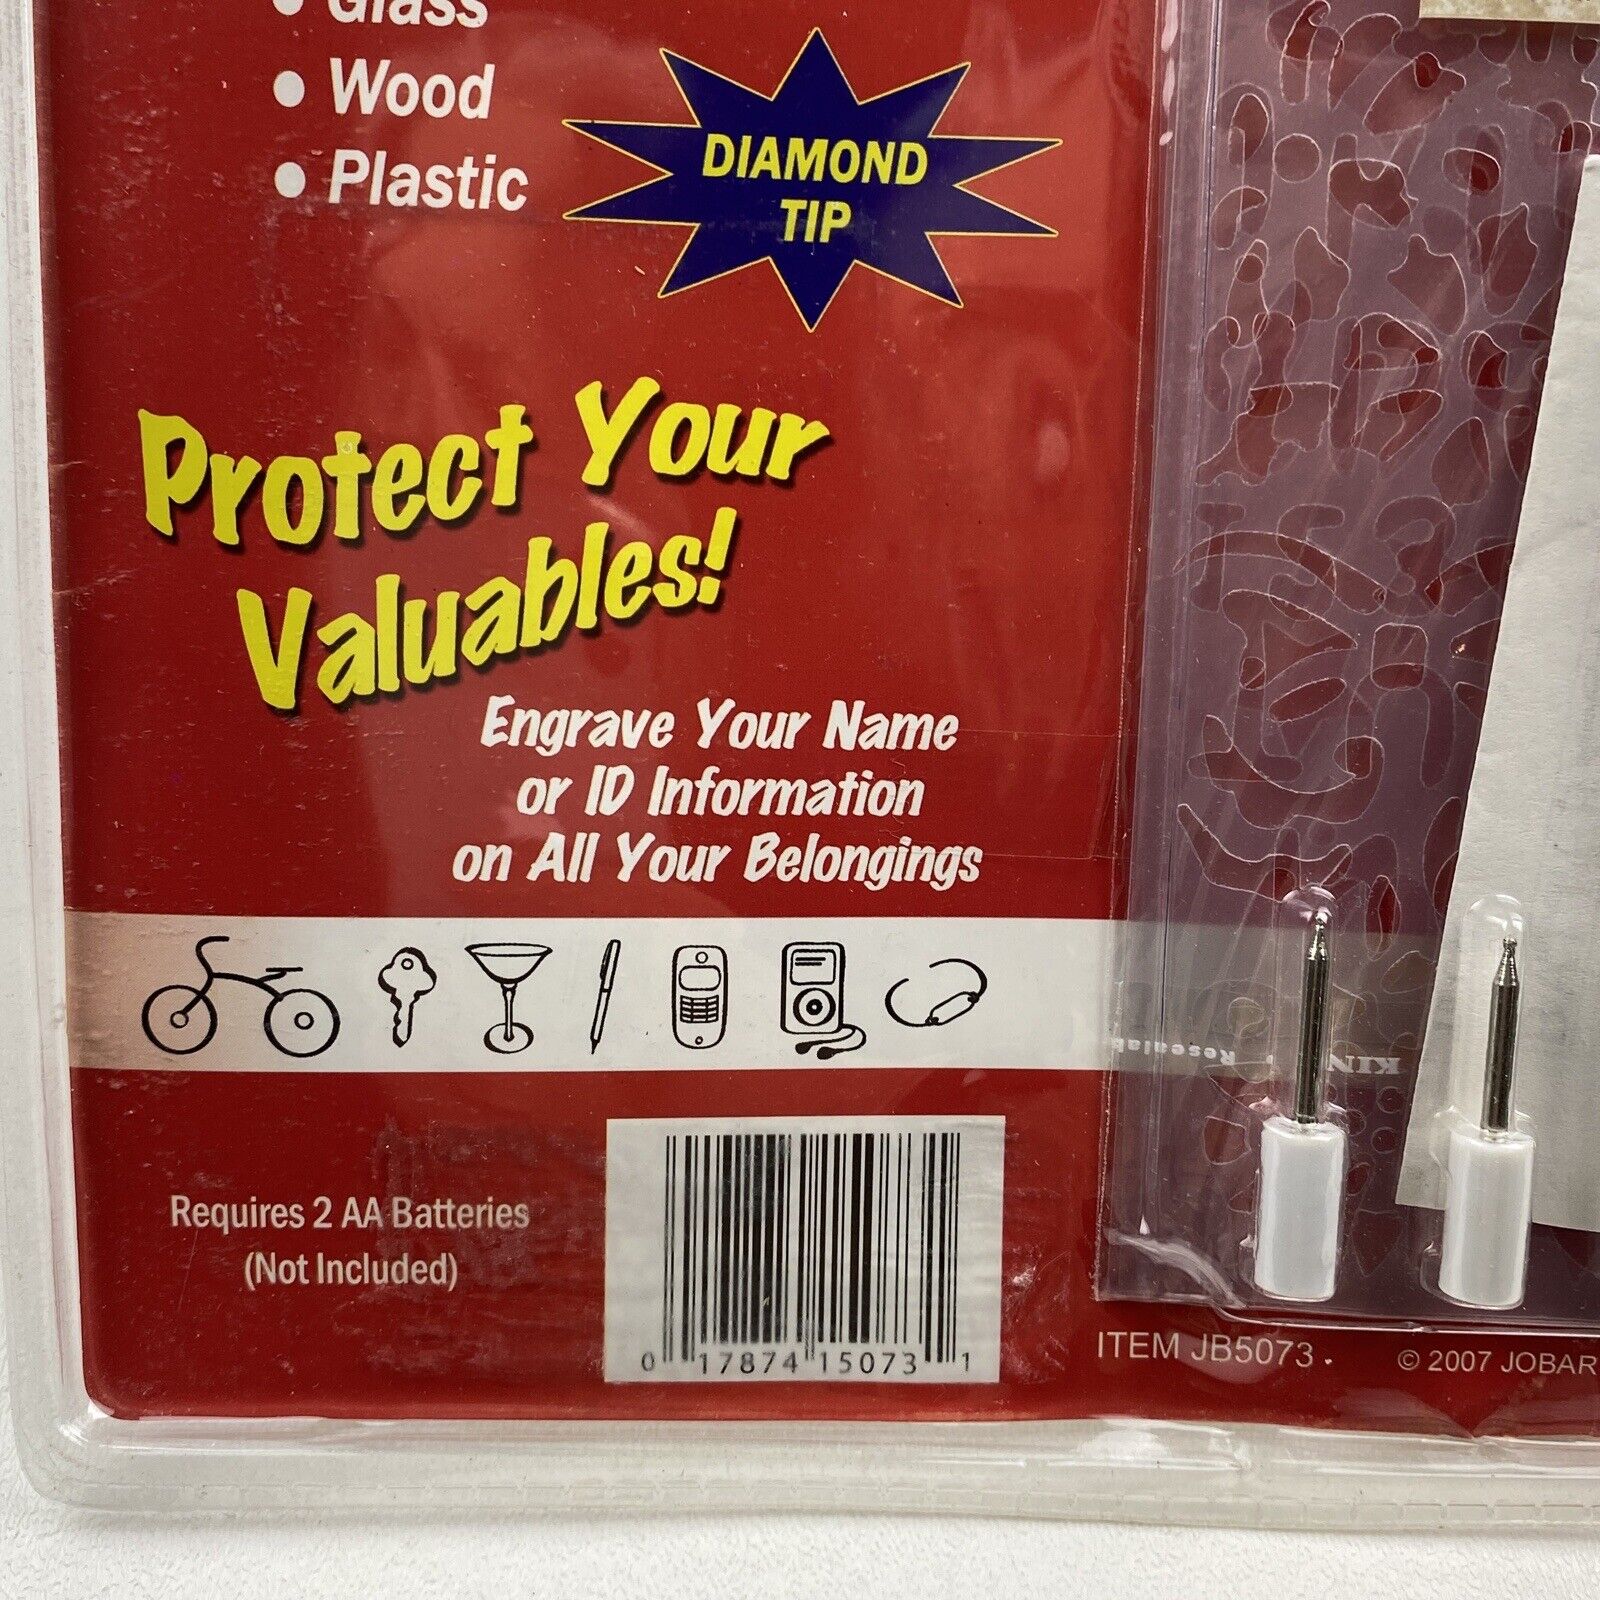 • Glass
• Wood
• Plastic
DIAMOND
TIP
Protect Your
Valuables!
Engrave Your Name
or ID Information
on All Your Belongings
Requires 2 AA Batteries
(Not Included)
0 17874 15073 1
ITEM JB5073
© 2007 JOBAR